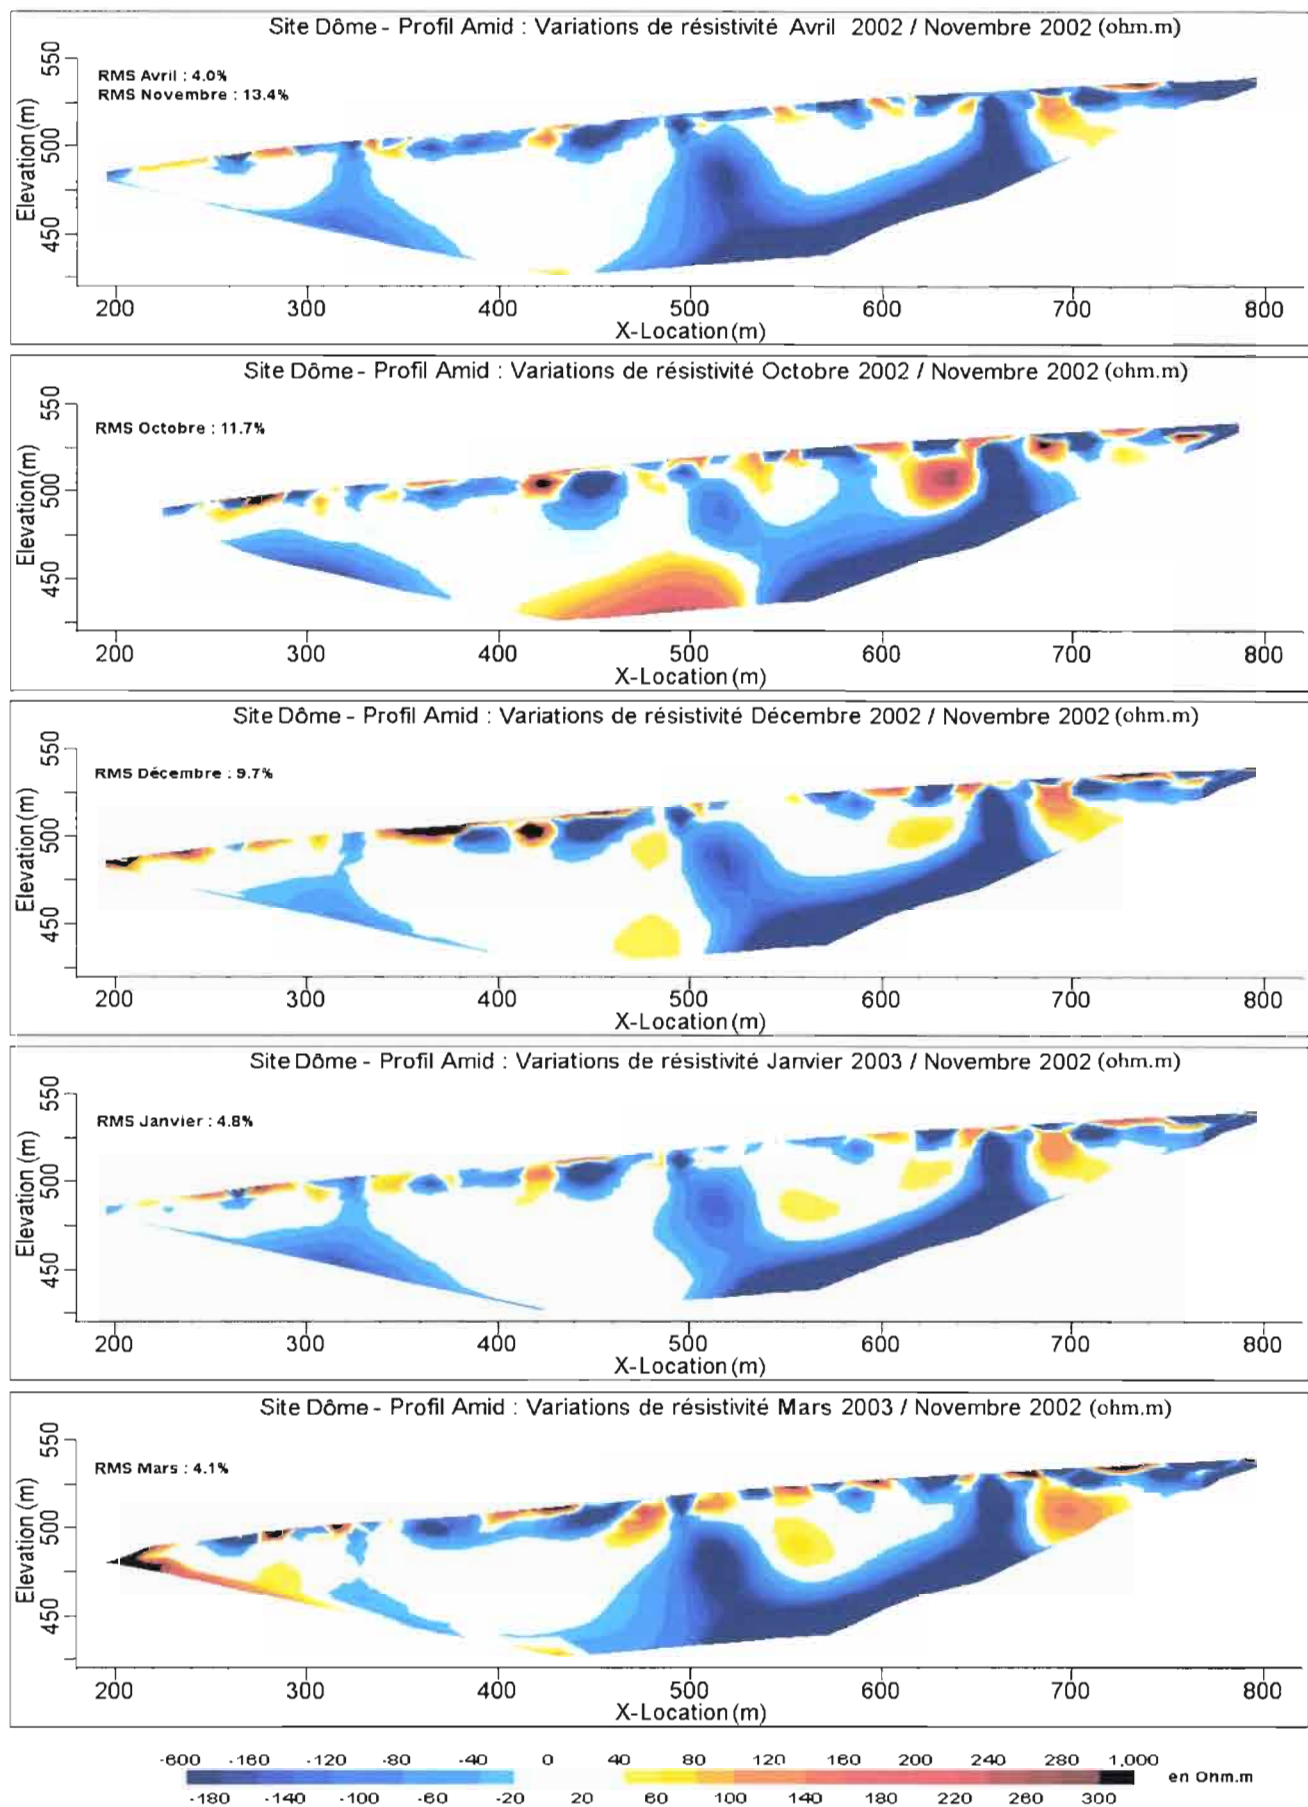 Site Dôme - Profil Amid : Variations de résistivité Avril 2002 / Novembre 2002 (ohm.m)
RMS Avril : 4.0%
RMS Novembre : 13.4%
Elevation (m)
550
500
450
200 300 400 500 600 700 800
X-Location (m)
Site Dôme - Profil Amid : Variations de résistivité Octobre 2002 / Novembre 2002 (ohm.m)
RMS Octobre : 11.7%
Elevation (m)
550
500
450
200 300 400 500 600 700 800
X-Location (m)
Site Dôme - Profil Amid : Variations de résistivité Décembre 2002 / Novembre 2002 (ohm.m)
RMS Décembre : 9.7%
Elevation (m)
550
500
450
200 300 400 500 600 700 800
X-Location (m)
Site Dôme - Profil Amid : Variations de résistivité Janvier 2003 / Novembre 2002 (ohm.m)
RMS Janvier : 4.8%
Elevation (m)
550
500
450
200 300 400 500 600 700 800
X-Location (m)
Site Dôme - Profil Amid : Variations de résistivité Mars 2003 / Novembre 2002 (ohm.m)
RMS Mars : 4.1%
Elevation (m)
550
500
450
200 300 400 500 600 700 800
X-Location (m)
-600 -160 -120 -80 -40 0 40 80 120 160 200 240 280 1,000
en Ohm.m
-180 -140 -100 -60 -20 20 60 100 140 180 220 260 300